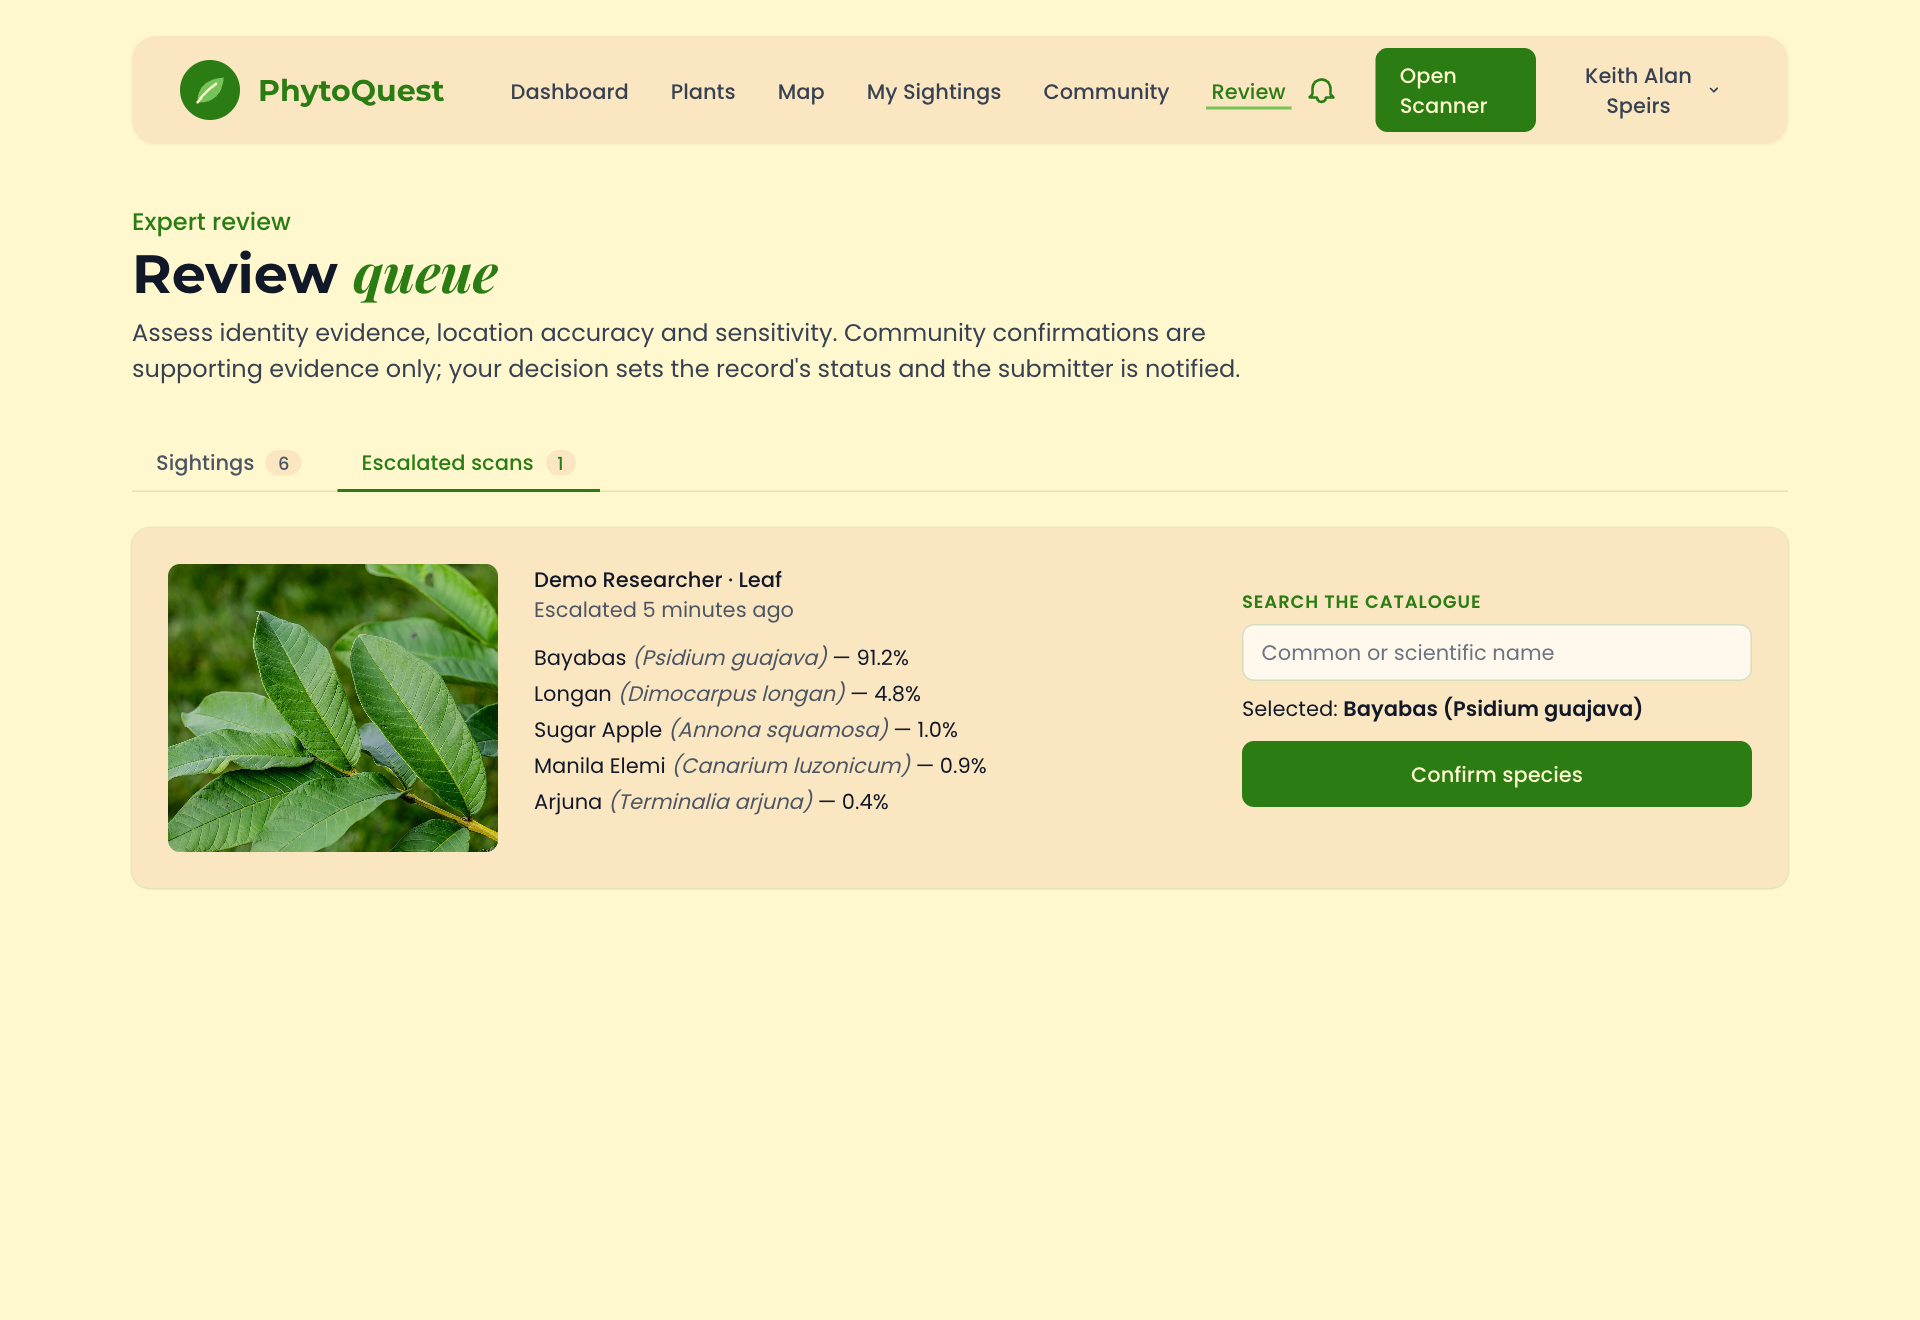 PhytoQuest
Dashboard
Plants
Map
My Sightings
Community
Review
Open
Scanner
Keith Alan
Speirs
Expert review
Review queue
Assess identity evidence, location accuracy and sensitivity. Community confirmations are
supporting evidence only; your decision sets the record's status and the submitter is notified.
Sightings 6
Escalated scans 1
Demo Researcher · Leaf
Escalated 5 minutes ago
Bayabas (Psidium guajava) — 91.2%
Longan (Dimocarpus longan) — 4.8%
Sugar Apple (Annona squamosa) — 1.0%
Manila Elemi (Canarium luzonicum) — 0.9%
Arjuna (Terminalia arjuna) — 0.4%
SEARCH THE CATALOGUE
Common or scientific name
Selected: Bayabas (Psidium guajava)
Confirm species